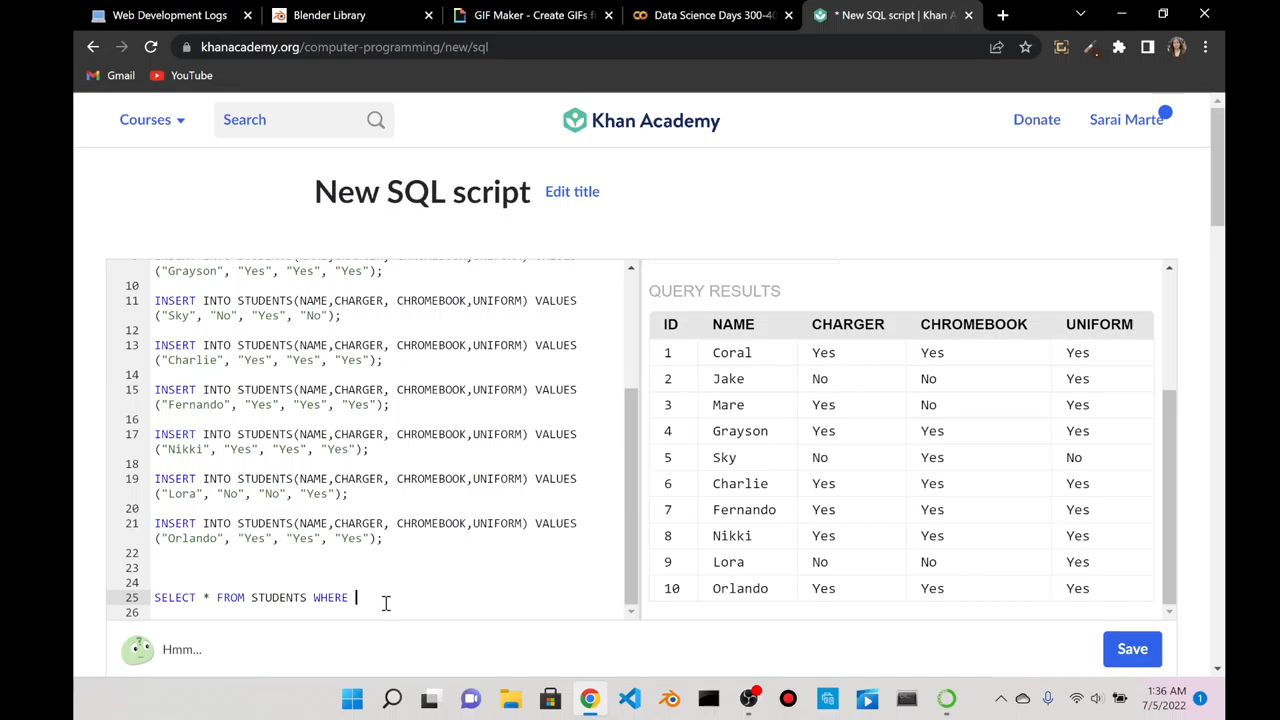 Web Development Logs
Blender Library
GIF Maker - Create GIFs f
Data Science Days 300-40
* New SQL script | Khan A
khanacademy.org/computer-programming/new/sql
Gmail
YouTube
Courses
Search
Khan Academy
Donate
Sarai Marte
New SQL script
Edit title
("Grayson", "Yes", "Yes", "Yes");
10
11 INSERT INTO STUDENTS(NAME,CHARGER, CHROMEBOOK,UNIFORM) VALUES
("Sky", "No", "Yes", "No");
12
13 INSERT INTO STUDENTS(NAME,CHARGER, CHROMEBOOK,UNIFORM) VALUES
("Charlie", "Yes", "Yes", "Yes");
14
15 INSERT INTO STUDENTS(NAME,CHARGER, CHROMEBOOK,UNIFORM) VALUES
("Fernando", "Yes", "Yes", "Yes");
16
17 INSERT INTO STUDENTS(NAME,CHARGER, CHROMEBOOK,UNIFORM) VALUES
("Nikki", "Yes", "Yes", "Yes");
18
19 INSERT INTO STUDENTS(NAME,CHARGER, CHROMEBOOK,UNIFORM) VALUES
("Lora", "No", "No", "Yes");
20
21 INSERT INTO STUDENTS(NAME,CHARGER, CHROMEBOOK,UNIFORM) VALUES
("Orlando", "Yes", "Yes", "Yes");
22
23
24
25 SELECT * FROM STUDENTS WHERE
26
QUERY RESULTS
ID NAME CHARGER CHROMEBOOK UNIFORM
1 Coral Yes Yes Yes
2 Jake No No Yes
3 Mare Yes No Yes
4 Grayson Yes Yes Yes
5 Sky No Yes No
6 Charlie Yes Yes Yes
7 Fernando Yes Yes Yes
8 Nikki Yes Yes Yes
9 Lora No No Yes
10 Orlando Yes Yes Yes
Hmm...
Save
1:36 AM
7/5/2022
1